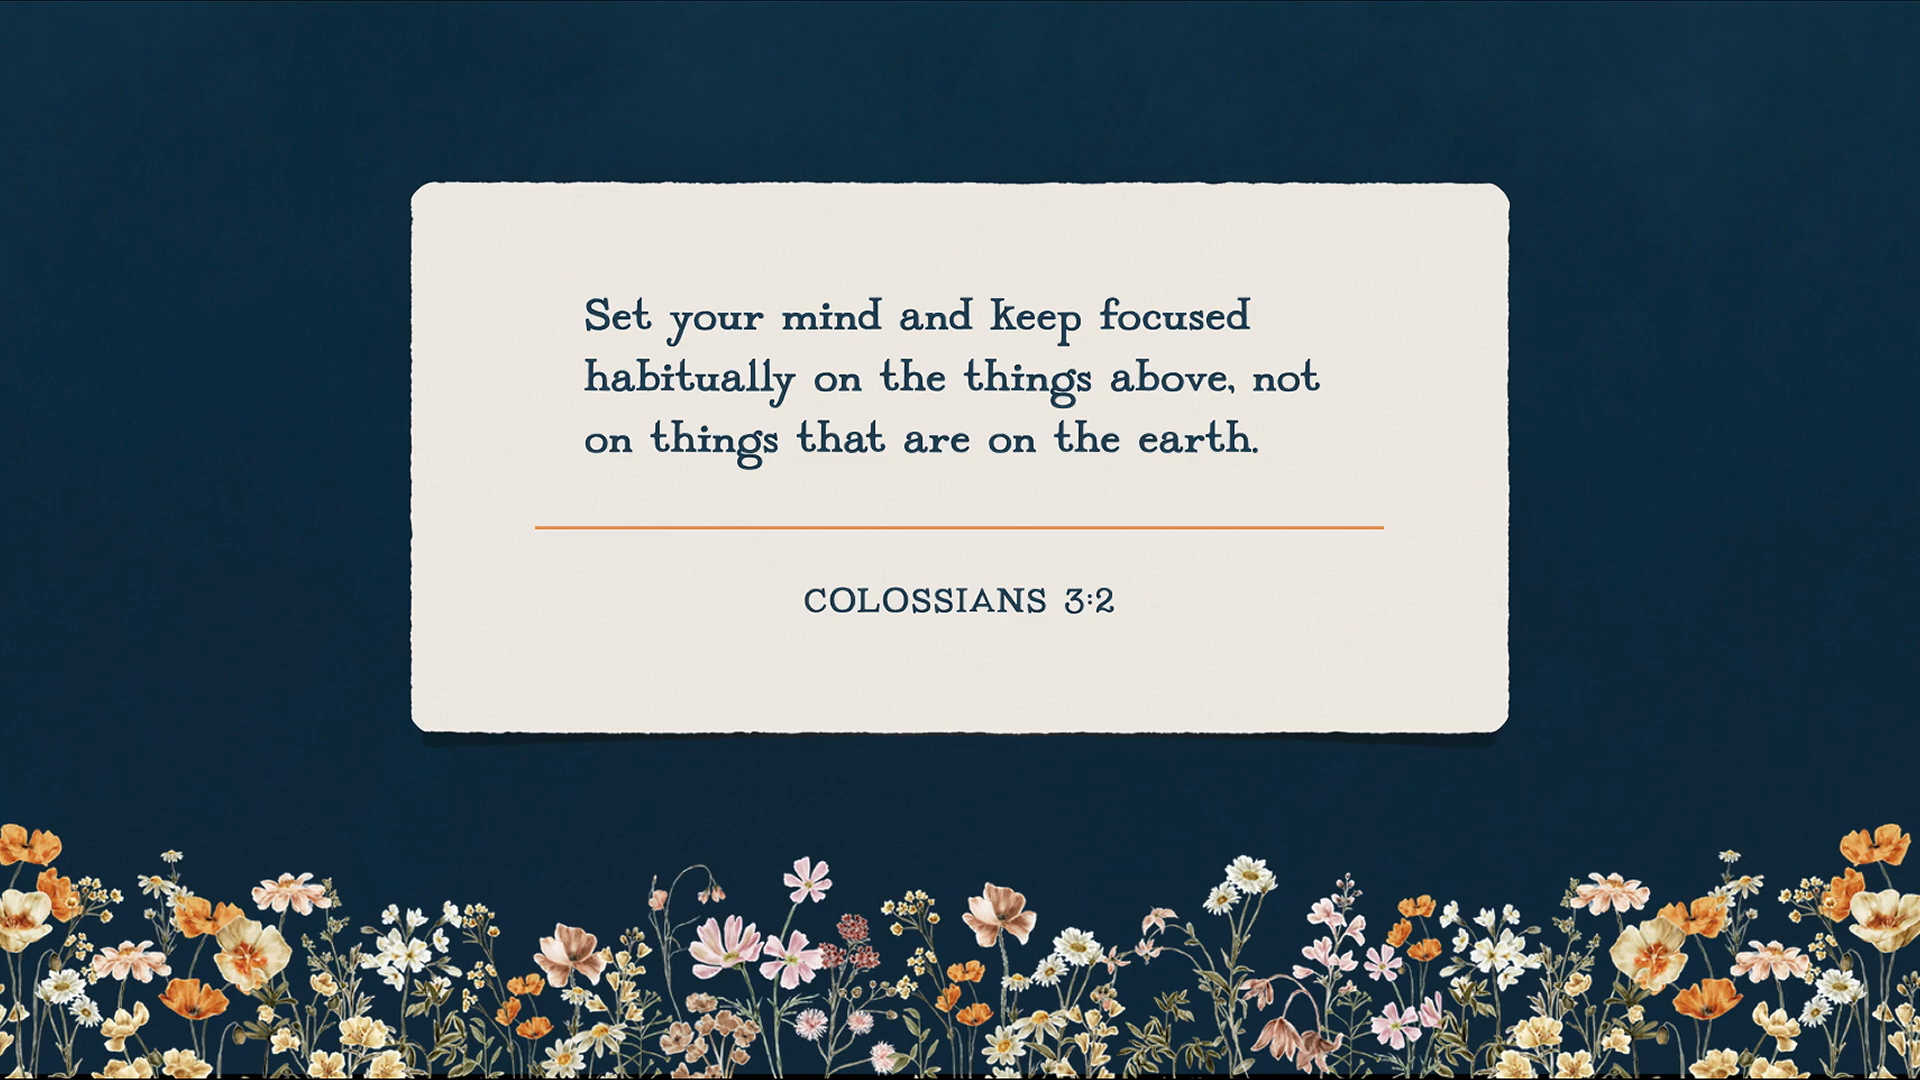 Set your mind and keep focused
habitually on the things above, not
on things that are on the earth.
COLOSSIANS 3:2